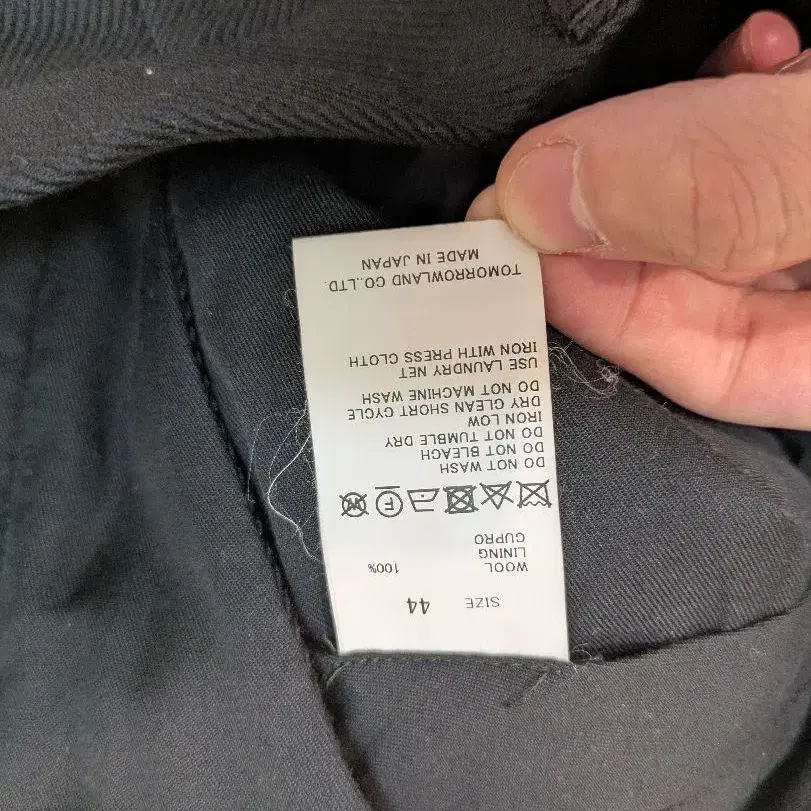 SIZE 44
WOOL 100%
LINING
CUPRO
DO NOT WASH
DO NOT BLEACH
DO NOT TUMBLE DRY
IRON LOW
DRY CLEAN SHORT CYCLE
DO NOT MACHINE WASH
USE LAUNDRY NET
IRON WITH PRESS CLOTH
TOMORROWLAND CO.,LTD.
MADE IN JAPAN